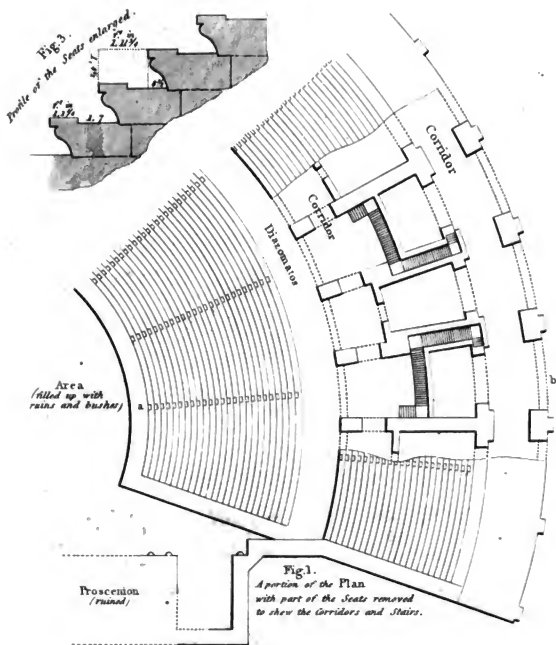 Fig. 3.
Profile of the Seats enlarged.
Corridor
Corridor
Diazomatos
Area
(filled up with
ruins and bushes)
a
b
Proscenion
(ruined)
Fig. 1.
A portion of the Plan
with part of the Seats removed
to shew the Corridors and Stairs.